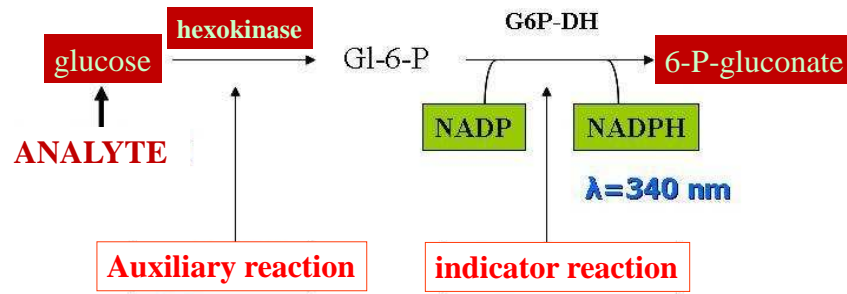 hexokinase
G6P-DH
glucose
Gl-6-P
6-P-gluconate
NADP
NADPH
ANALYTE
λ=340 nm
Auxiliary reaction
indicator reaction